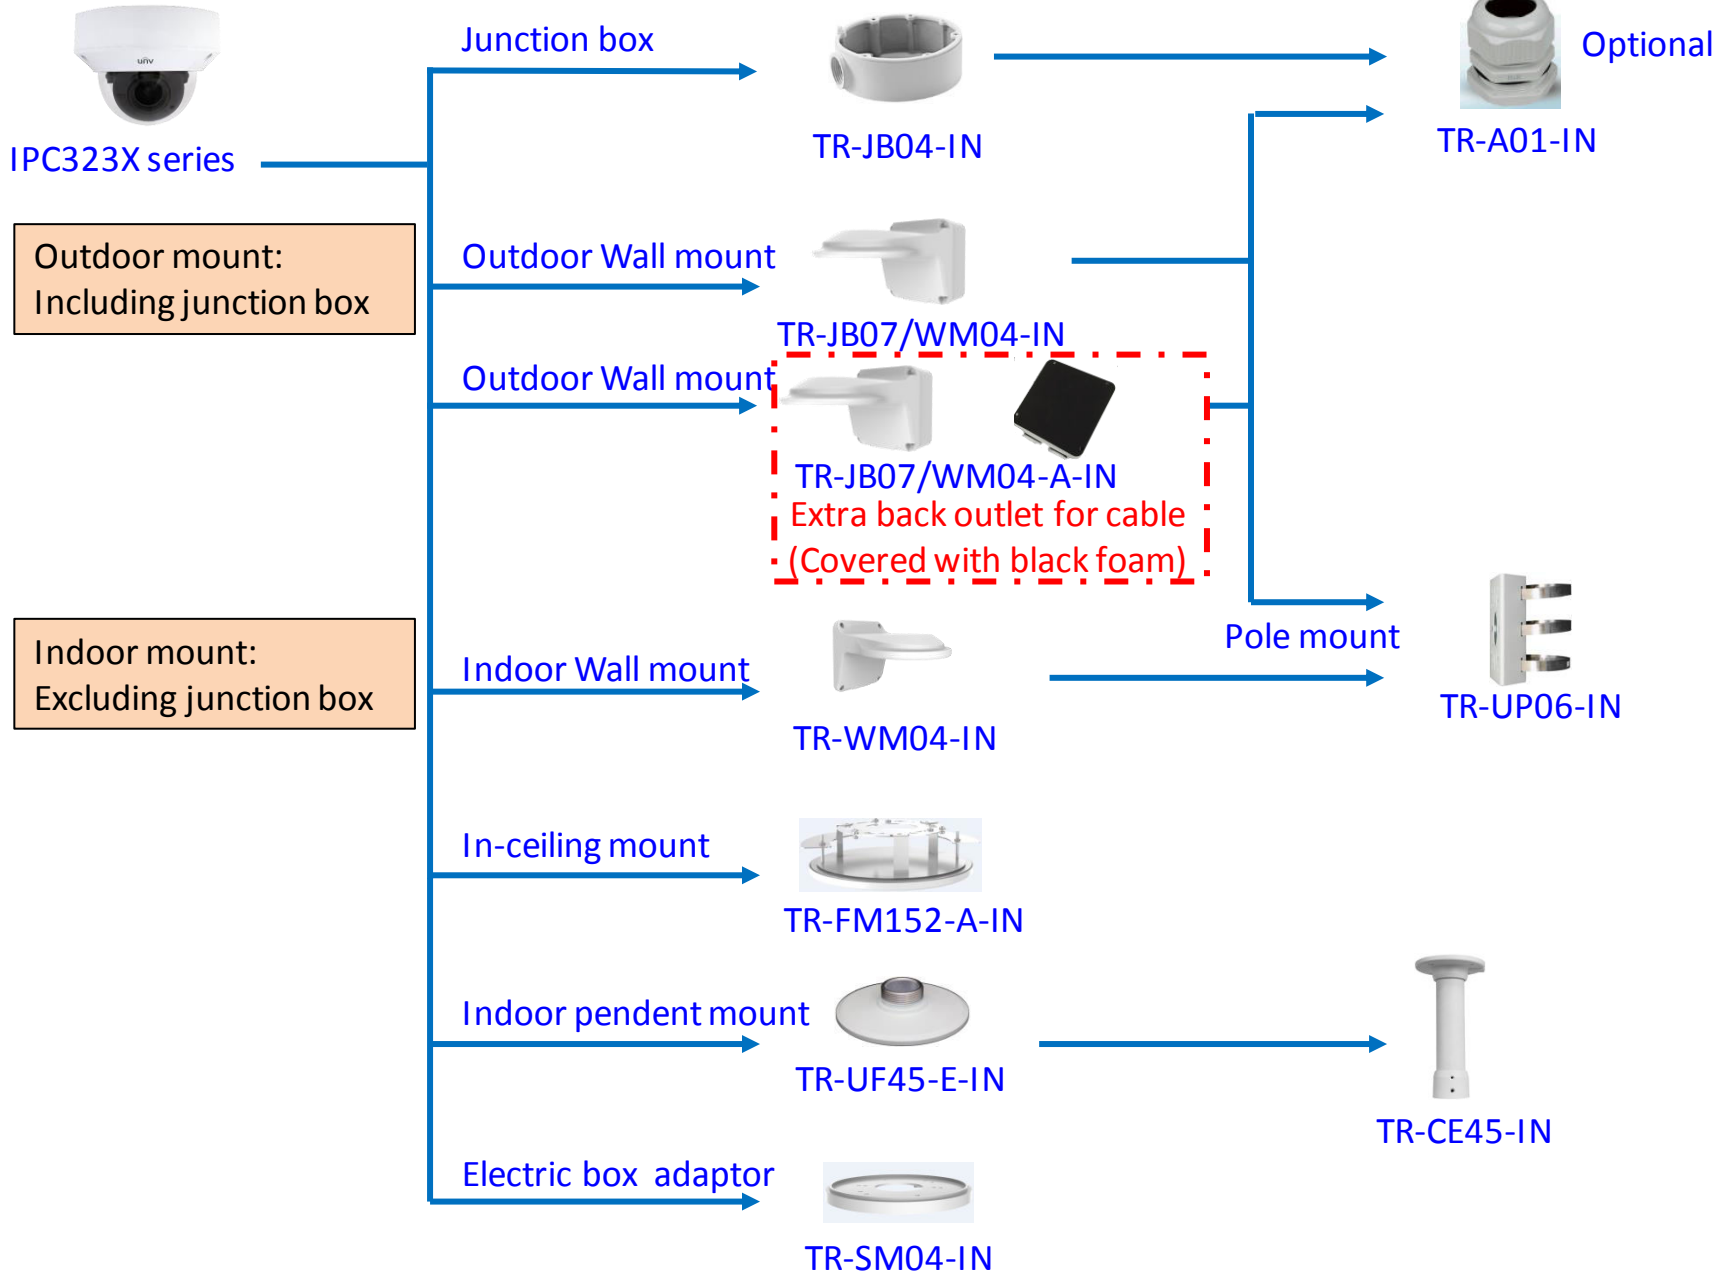 unv
IPC323X series
Junction box
TR-JB04-IN
Optional
TR-A01-IN
Outdoor mount:
Including junction box
Outdoor Wall mount
TR-JB07/WM04-IN
Outdoor Wall mount
TR-JB07/WM04-A-IN
Extra back outlet for cable
(Covered with black foam)
Indoor mount:
Excluding junction box
Indoor Wall mount
TR-WM04-IN
Pole mount
TR-UP06-IN
In-ceiling mount
TR-FM152-A-IN
Indoor pendent mount
TR-UF45-E-IN
TR-CE45-IN
Electric box adaptor
TR-SM04-IN